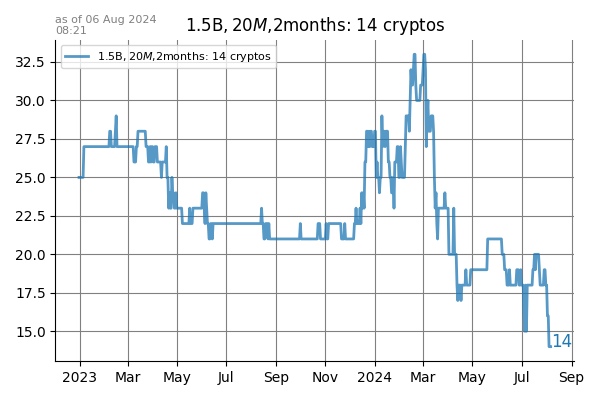 as of 06 Aug 2024
08:21
1.5B, 20M,2months: 14 cryptos
1.5B, 20M,2months: 14 cryptos
32.5
30.0
27.5
25.0
22.5
20.0
17.5
15.0
14
2023 Mar May Jul Sep Nov 2024 Mar May Jul Sep